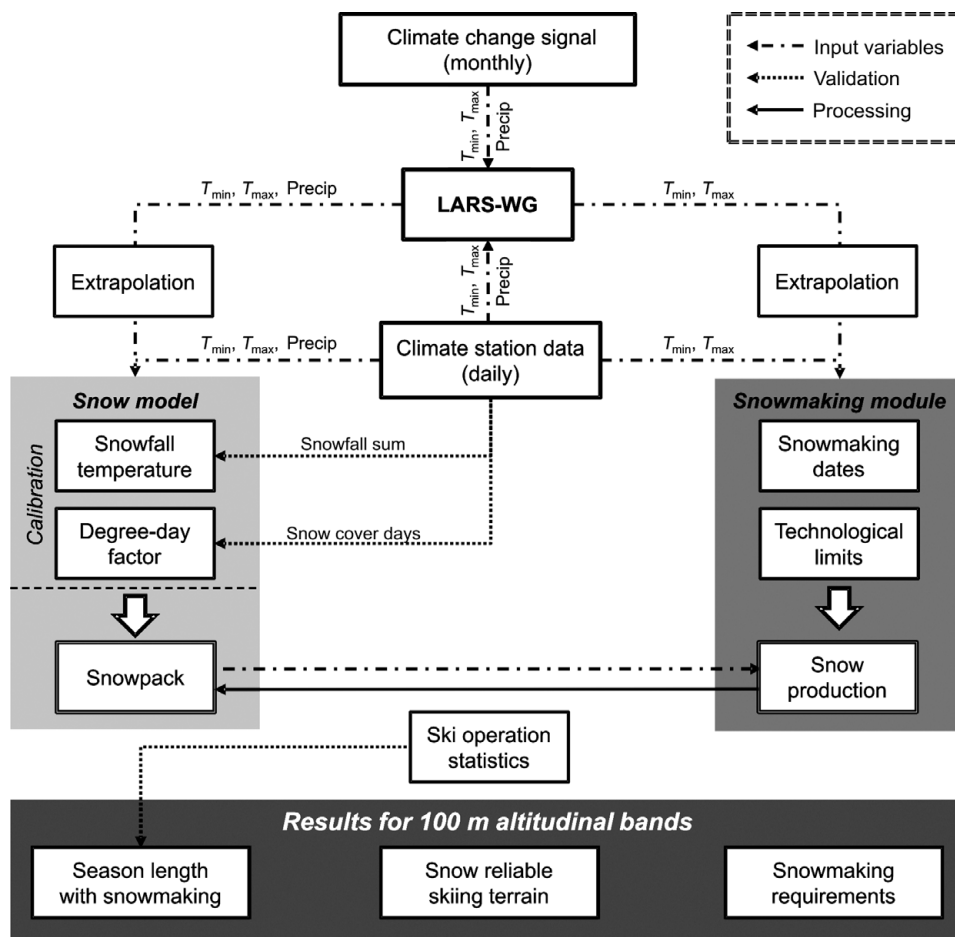 Climate change signal
(monthly)
Input variables
Validation
Processing
Tmin, Tmax
Precip
Tmin, Tmax, Precip
LARS-WG
Tmin, Tmax
Extrapolation
Tmin, Tmax
Precip
Extrapolation
Tmin, Tmax, Precip
Climate station data
(daily)
Tmin, Tmax
Snow model
Calibration
Snowfall
temperature
Snowfall sum
Degree-day
factor
Snow cover days
Snowpack
Snowmaking module
Snowmaking
dates
Technological
limits
Snow
production
Ski operation
statistics
Results for 100 m altitudinal bands
Season length
with snowmaking
Snow reliable
skiing terrain
Snowmaking
requirements